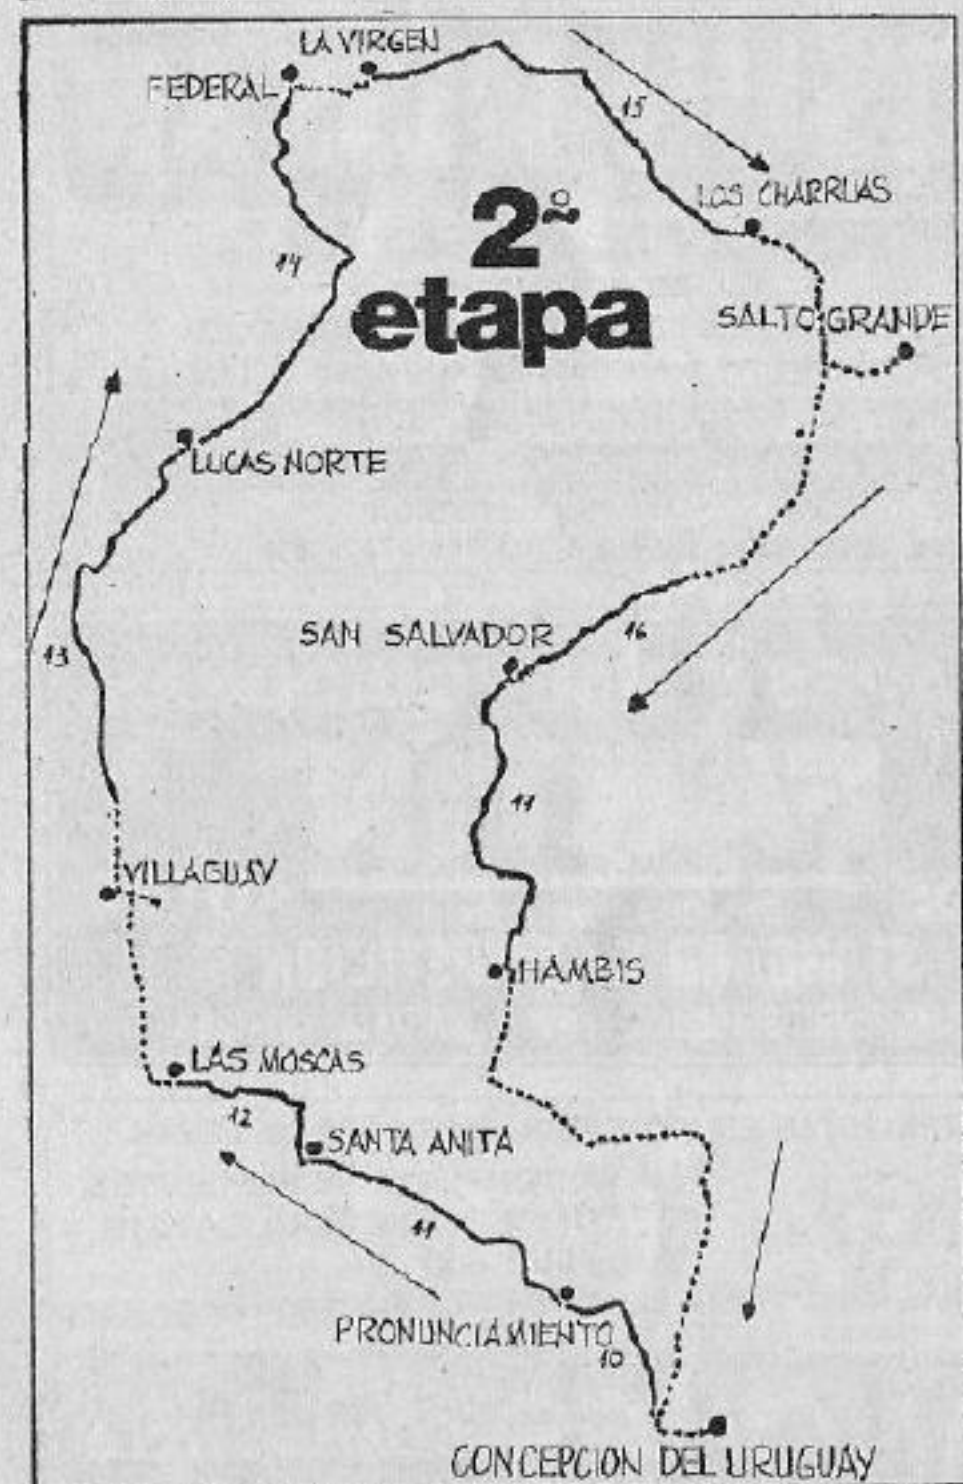 LA VIRGEN
FEDERAL
15
LOS CHARRUAS
2ª
etapa
14
SALTO GRANDE
LUCAS NORTE
SAN SALVADOR
16
13
17
VILLAGUAY
HAMBIS
LAS MOSCAS
12
SANTA ANITA
11
PRONUNCIAMIENTO
10
CONCEPCION DEL URUGUAY